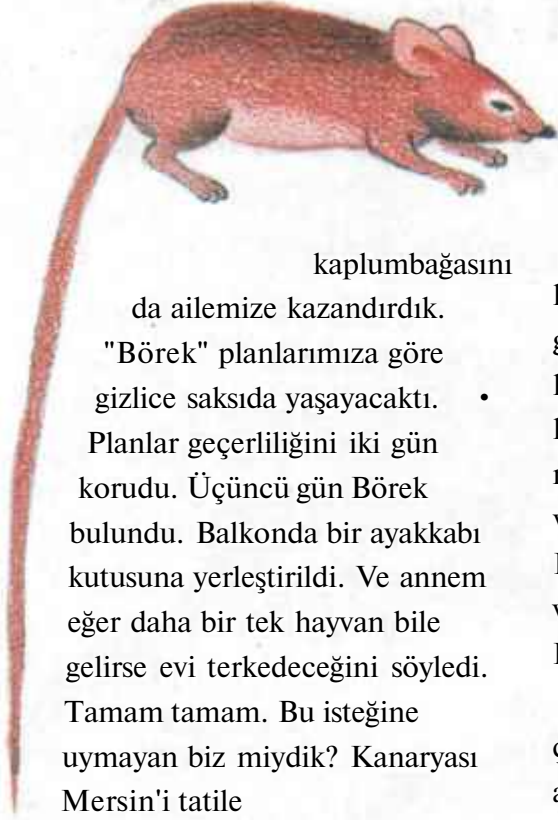 kaplumbağasını
da ailemize kazandırdık.
"Börek" planlarımıza göre
gizlice saksıda yaşayacaktı.
Planlar geçerliliğini iki gün
korudu. Üçüncü gün Börek
bulundu. Balkonda bir ayakkabı
kutusuna yerleştirildi. Ve annem
eğer daha bir tek hayvan bile
gelirse evi terkedeceğini söyledi.
Tamam tamam. Bu isteğine
uymayan biz miydik? Kanaryası
Mersin'i tatile